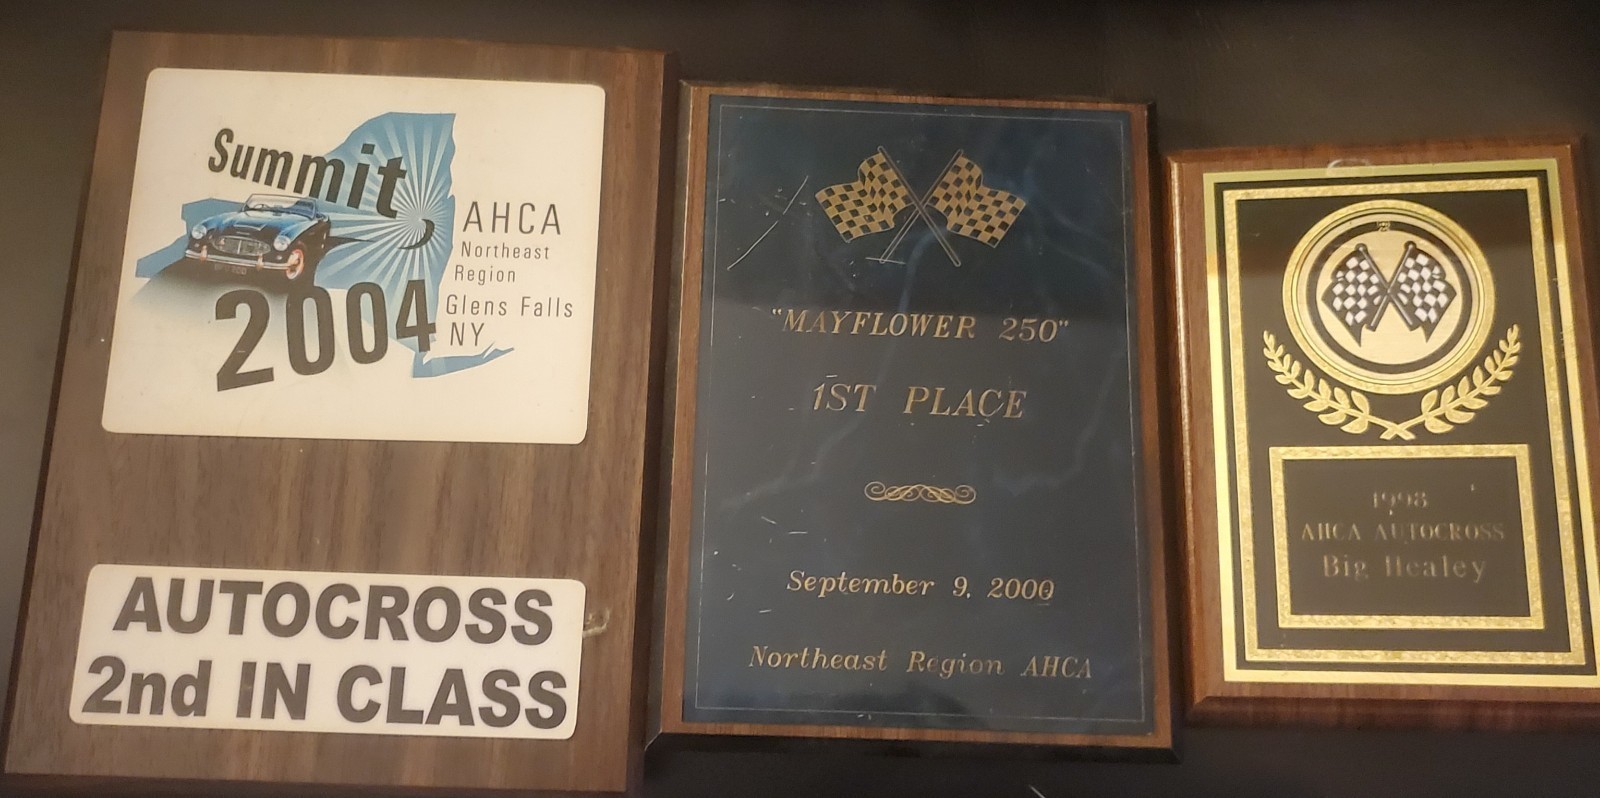 Summit
2004
AHCA
Northeast
Region
Glens Falls
NY
AUTOCROSS
2nd IN CLASS
"MAYFLOWER 250"
1ST PLACE
September 9, 2000
Northeast Region AHCA
1998
AHCA AUTOCROSS
Big Healey